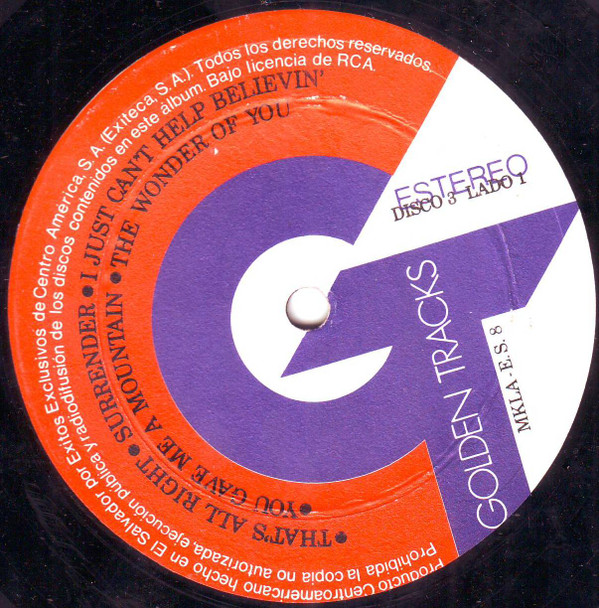 Producto Centroamericano hecho en El Salvador por Exitos Exclusivos de Centro América, S.A. (Exiteca, S.A.). Todos los derechos reservados.
Prohibida la copia no autorizada, ejecución pública y radiodifusión de los discos contenidos en este álbum. Bajo licencia de RCA.
• THAT'S ALL RIGHT • SURRENDER • I JUST CAN'T HELP BELIEVIN'
• YOU GAVE ME A MOUNTAIN • THE WONDER OF YOU
ESTEREO
DISCO 3 LADO 1
GOLDEN TRACKS
MKLA-E.S. 8